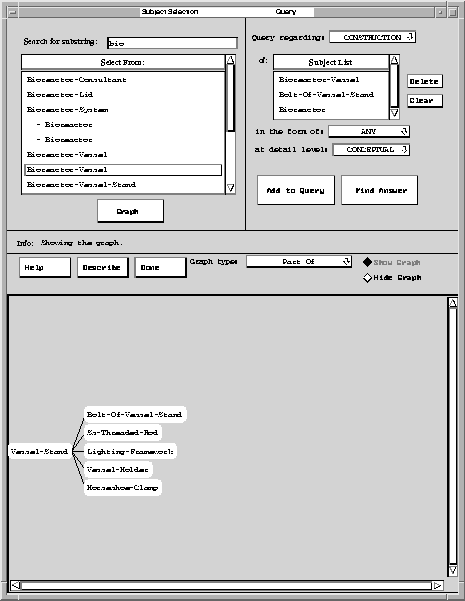 Subject Selection
Query
Search for substring: bio
Select From:
Bioreactor-Consultant
Bioreactor-Lid
Bioreactor-System
- Bioreactor
- Bioreactor
Bioreactor-Vessel
Bioreactor-Vessel
Bioreactor-Vessel-Stand
Graph
Query regarding: CONSTRUCTION
of: Subject List
Bioreactor-Vessel
Bolt-Of-Vessel-Stand
Bioreactor
Delete
Clear
in the form of: ANY
at detail level: CONCEPTUAL
Add to Query
Find Answer
Info: Showing the graph.
Help
Describe
Done
Graph type: Part Of
Show Graph
Hide Graph
Vessel-Stand
Bolt-Of-Vessel-Stand
Ss-Threaded-Rod
Lighting-Framework
Vessel-Holder
Horseshoe-Clamp